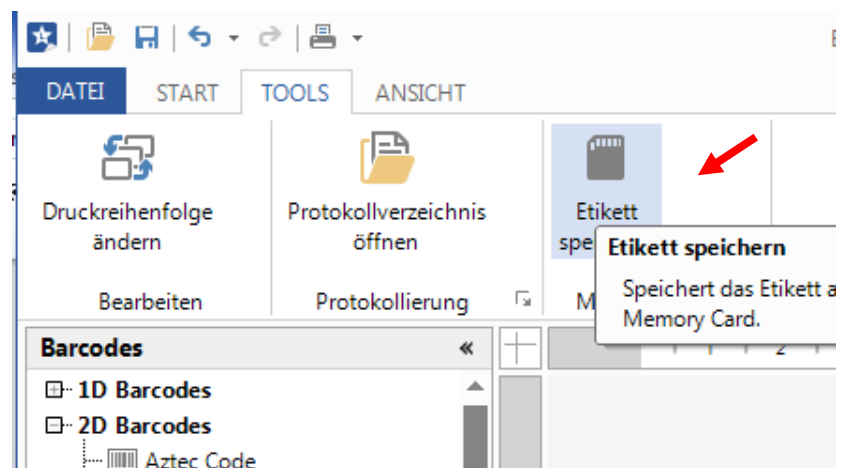 DATEI START TOOLS ANSICHT
Druckreihenfolge
ändern
Protokollverzeichnis
öffnen
Etikett
Etikett speichern
Speichert das Etikett
Memory Card.
Bearbeiten
Protokollierung
Barcodes
1D Barcodes
2D Barcodes
Aztec Code
2